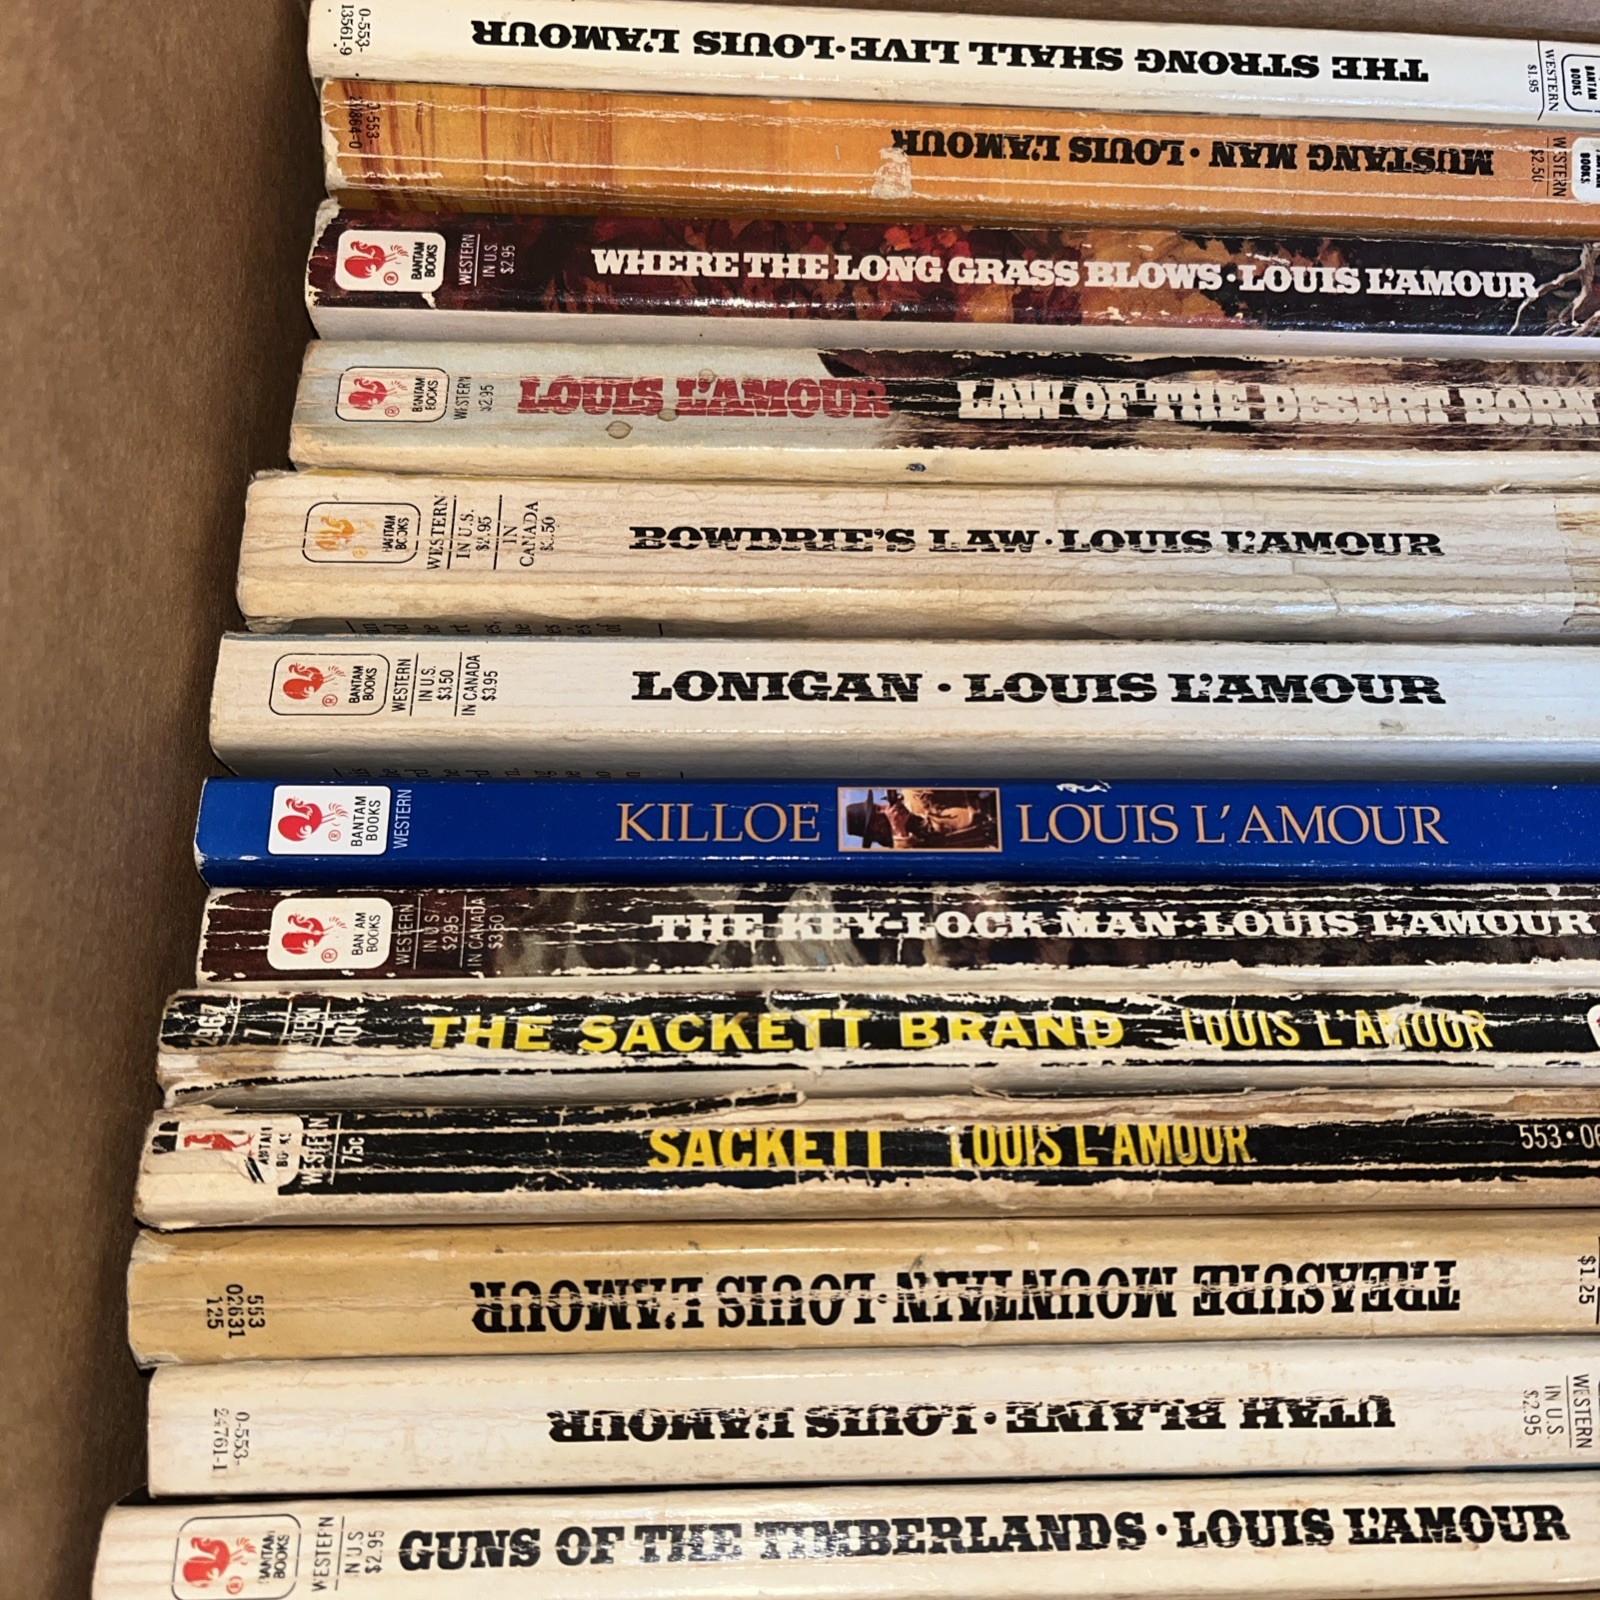 0-553-
13561-9
THE STRONG SHALL LIVE·LOUIS L'AMOUR
WESTERN
$1.95
BANTAM
BOOKS
MUSTANG MAN · LOUIS L'AMOUR
WESTERN
$2.50
BOOKS
BANTAM
BOOKS
WESTERN
IN U.S.
$2.95
WHERE THE LONG GRASS BLOWS·LOUIS L'AMOUR
BANTAM
BOOKS
WESTERN
$2.95
LOUIS L'AMOUR LAW OF THE DESERT BORN
BANTAM
BOOKS
WESTERN
IN U.S.
$2.95
IN
CANADA
BOWDRIE'S LAW·LOUIS L'AMOUR
BANTAM
BOOKS
WESTERN
IN U.S.
$3.50
IN CANADA
$3.95
LONIGAN · LOUIS L'AMOUR
BANTAM
BOOKS
WESTERN
KILLOE LOUIS L'AMOUR
BAN AM
BOOKS
WESTERN
IN U.S.
$2.95
IN CANADA
$3.50
THE KEY-LOCK MAN·LOUIS L'AMOUR
THE SACKETT BRAND LOUIS L'AMOUR
WESTERN
75c
SACKETT LOUIS L'AMOUR
553·06
553
02631
125
TREASURE MOUNTAIN·LOUIS L'AMOUR
$1.25
0-553-
24761-1
UTAH BLAINE·LOUIS L'AMOUR
WESTERN
IN U.S.
$2.95
BANTAM
BOOKS
WESTERN
IN U.S.
$2.95
GUNS OF THE TIMBERLANDS·LOUIS L'AMOUR